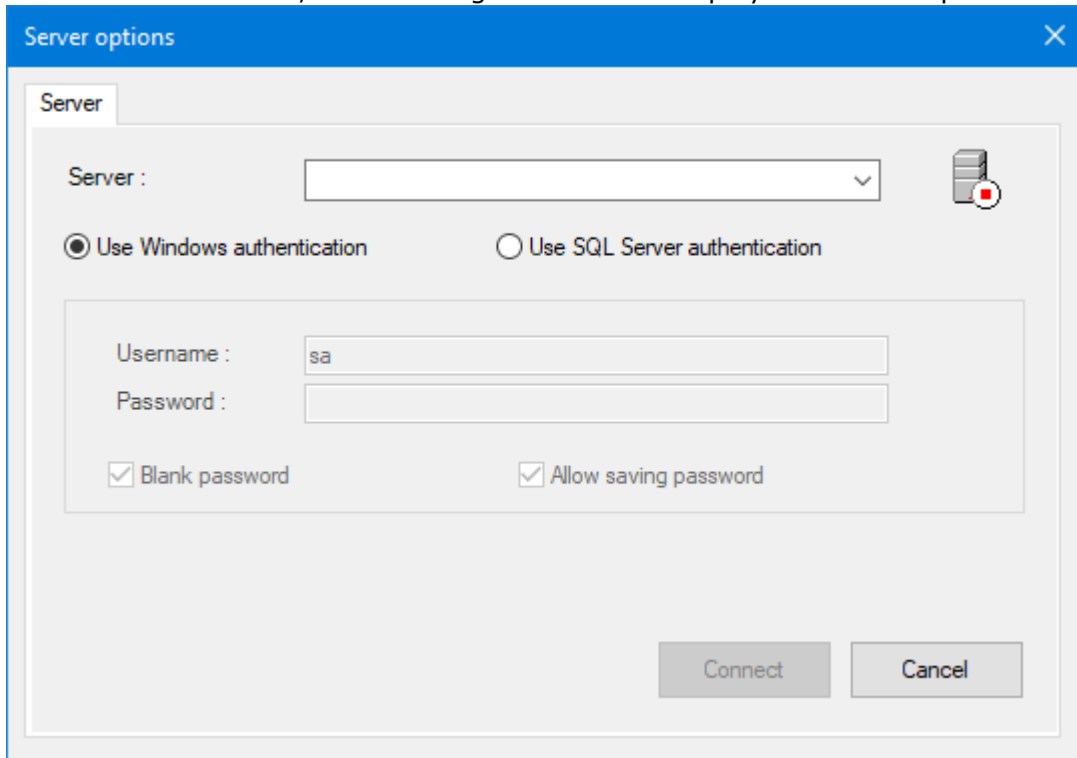 Server options
Server
Server :
Use Windows authentication Use SQL Server authentication
Username : sa
Password :
Blank password Allow saving password
Connect Cancel